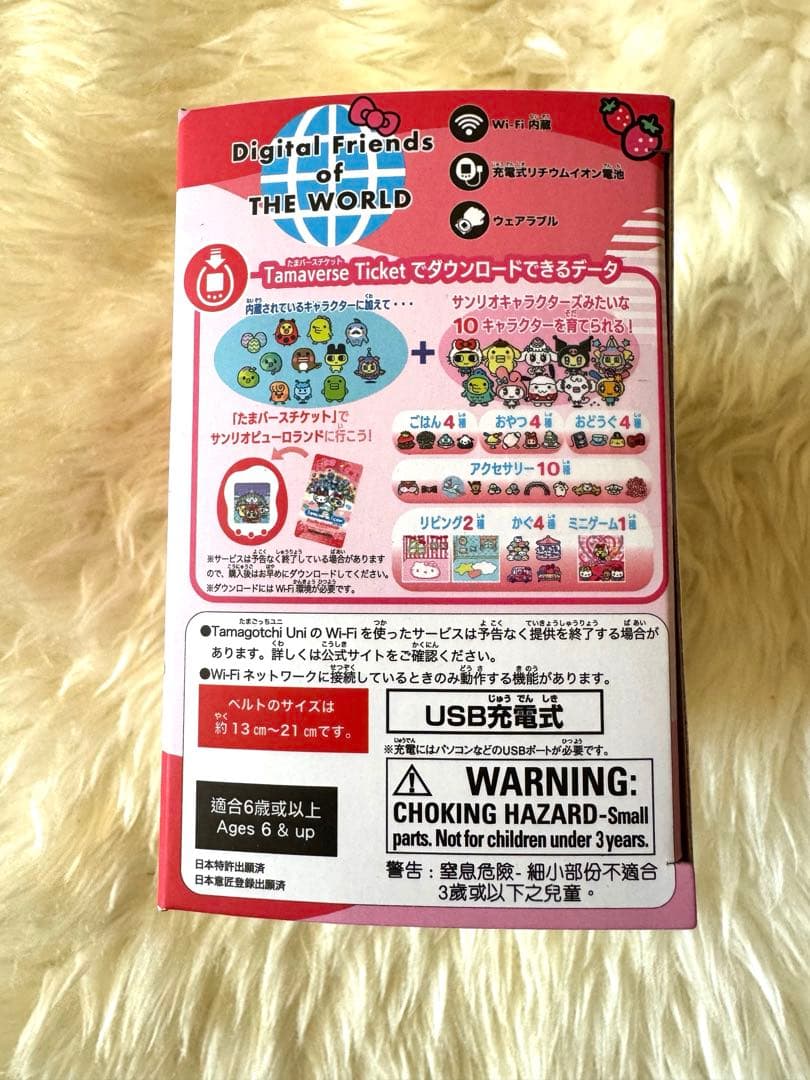 Digital Friends
of
THE WORLD
Wi-Fi 内蔵
充電式リチウムイオン電池
ウェアラブル
たまバースチケット
Tamaverse Ticket でダウンロードできるデータ
内蔵されているキャラクターに加えて・・・
サンリオキャラクターズみたいな
10 キャラクターを育てられる!
+
「たまバースチケット」で
サンリオピューロランドに行こう!
ごはん4種
おやつ4種
おどうぐ4種
アクセサリー10種
リビング2種
かぐ4種
ミニゲーム1種
※サービスは予告なく終了している場合があります
ので、購入後はお早めにダウンロードしてください。
※ダウンロードには Wi-Fi 環境が必要です。
●Tamagotchi Uni の Wi-Fi を使ったサービスは予告なく提供を終了する場合が
あります。詳しくは公式サイトをご確認ください。
●Wi-Fi ネットワークに接続しているときのみ動作する機能があります。
ベルトのサイズは
約 13 cm～21 cmです。
USB充電式
※充電にはパソコンなどのUSBポートが必要です。
適合6歲或以上
Ages 6 & up
WARNING:
CHOKING HAZARD-Small
parts. Not for children under 3 years.
日本特許出願済
日本意匠登録出願済
警告 : 窒息危險 - 細小部份不適合
3歲或以下之兒童。